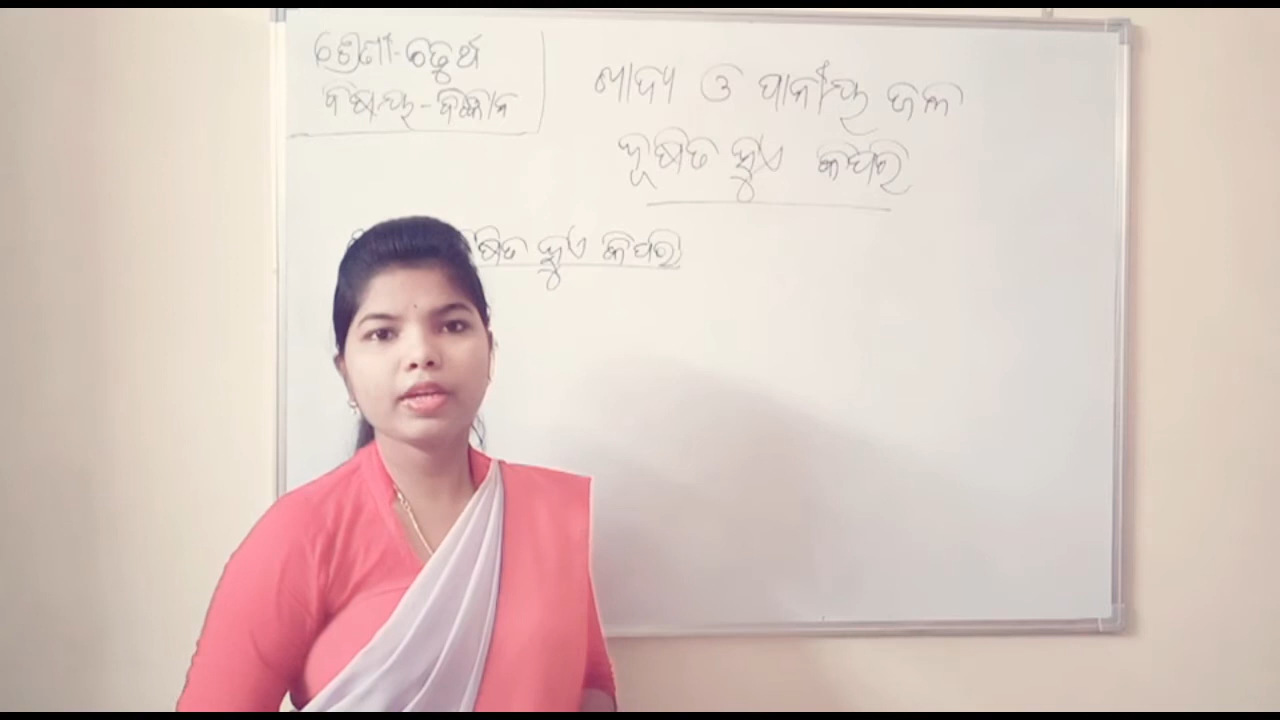 ଶ୍ରେଣୀ-ଚତୁର୍ଥ
ବିଷୟ-ବିଜ୍ଞାନ
ଖାଦ୍ୟ ଓ ପାନୀୟ ଜଳ
ଦୂଷିତ ହୁଏ କିପରି
ହୁଏ କିପରି